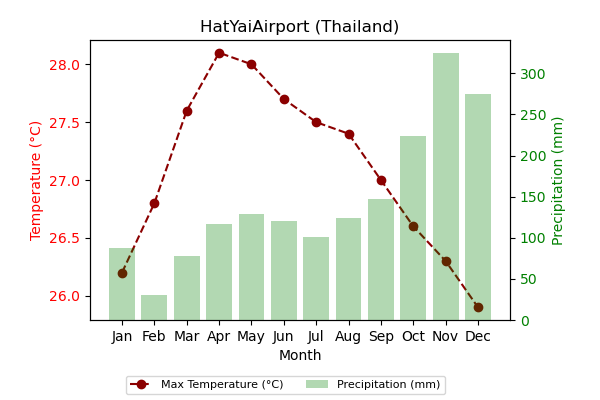 HatYaiAirport (Thailand)
Temperature (°C)
28.0
27.5
27.0
26.5
26.0
300
250
200
150
100
50
0
Precipitation (mm)
Jan Feb Mar Apr May Jun Jul Aug Sep Oct Nov Dec
Month
Max Temperature (°C) Precipitation (mm)